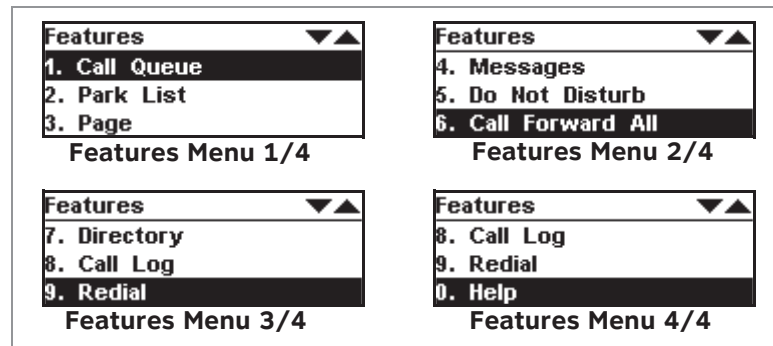 Features
1. Call Queue
2. Park List
3. Page
Features Menu 1/4
Features
4. Messages
5. Do Not Disturb
6. Call Forward All
Features Menu 2/4
Features
7. Directory
8. Call Log
9. Redial
Features Menu 3/4
Features
8. Call Log
9. Redial
0. Help
Features Menu 4/4